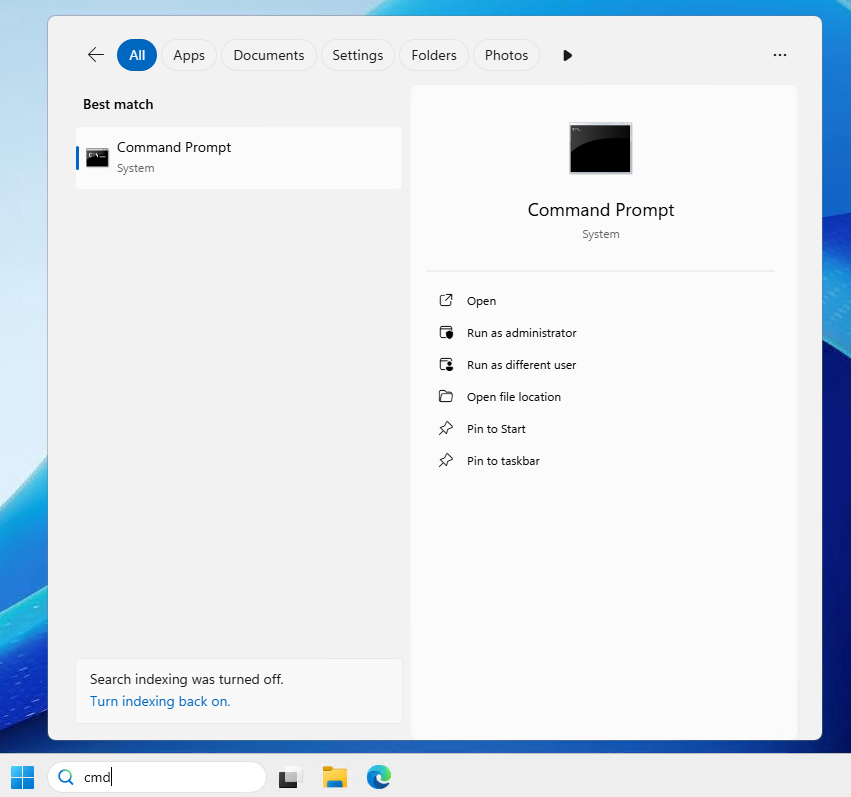 All Apps Documents Settings Folders Photos
Best match
Command Prompt
System
Command Prompt
System
Open
Run as administrator
Run as different user
Open file location
Pin to Start
Pin to taskbar
Search indexing was turned off.
Turn indexing back on.
cmd